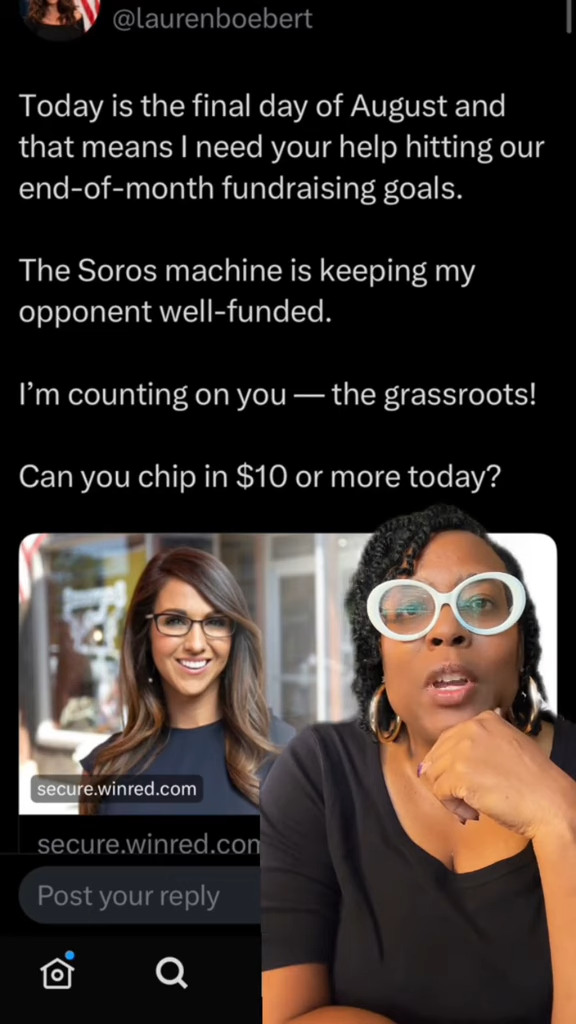 @laurenboebert
Today is the final day of August and
that means I need your help hitting our
end-of-month fundraising goals.
The Soros machine is keeping my
opponent well-funded.
I'm counting on you — the grassroots!
Can you chip in $10 or more today?
secure.winred.com
secure.winred.com
Post your reply